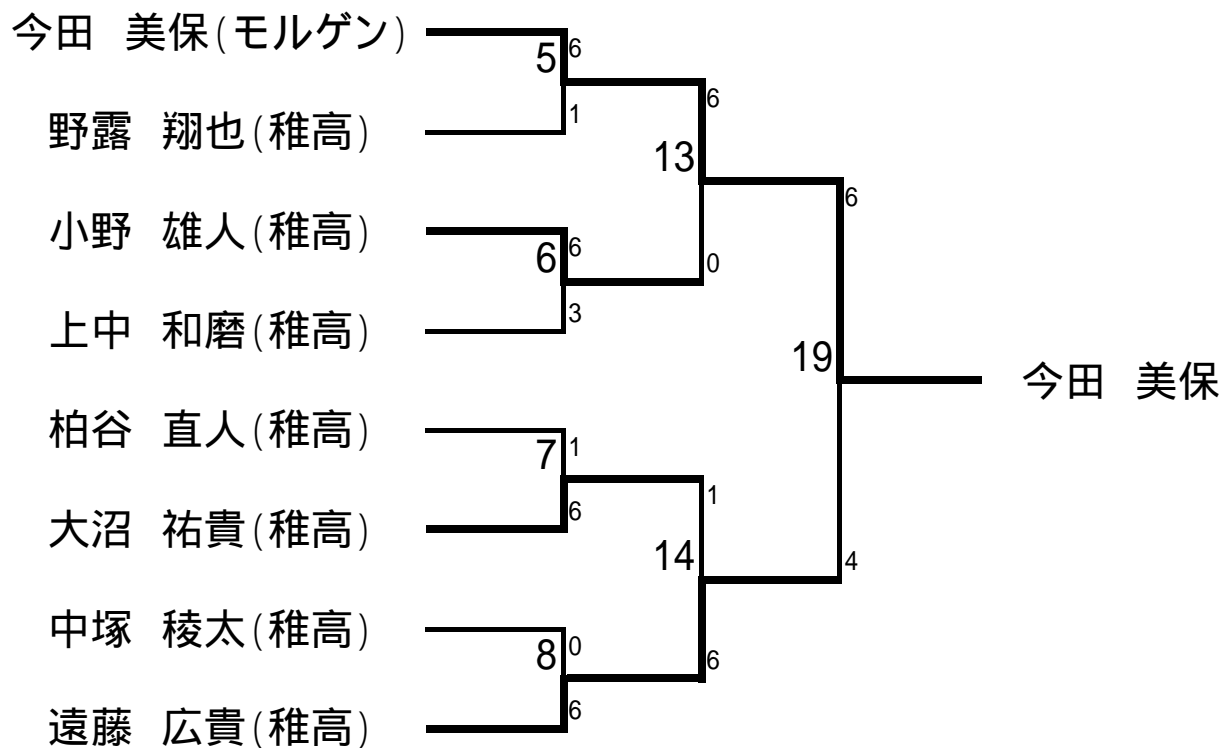 今田 美保(モルゲン)
5
6
1
野露 翔也(稚高)
13
6
0
小野 雄人(稚高)
6
6
3
上中 和磨(稚高)
19
6
4
今田 美保
柏谷 直人(稚高)
7
1
6
大沼 祐貴(稚高)
14
1
6
中塚 稜太(稚高)
8
0
6
遠藤 広貴(稚高)